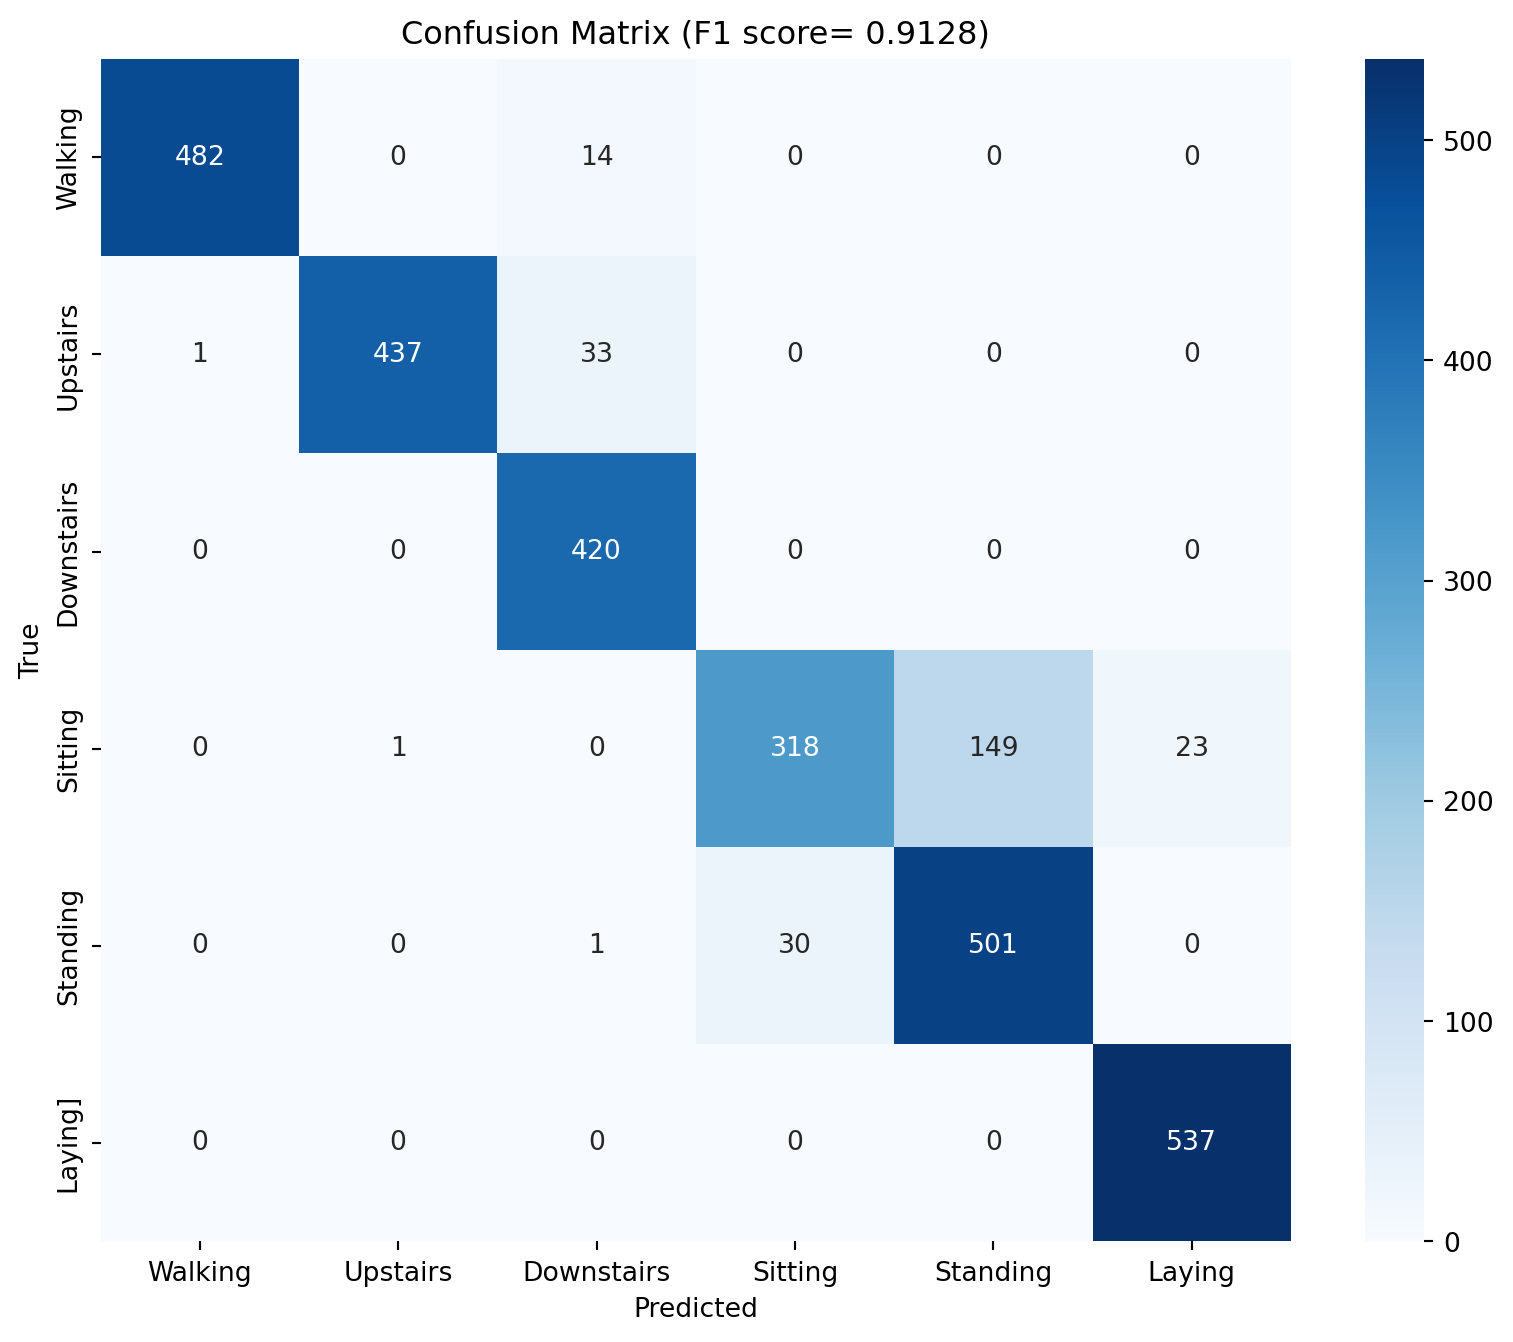 Confusion Matrix (F1 score= 0.9128)
True
Walking
482 0 14 0 0 0
Upstairs
1 437 33 0 0 0
Downstairs
0 0 420 0 0 0
Sitting
0 1 0 318 149 23
Standing
0 0 1 30 501 0
Laying]
0 0 0 0 0 537
Walking Upstairs Downstairs Sitting Standing Laying
Predicted
500
400
300
200
100
0